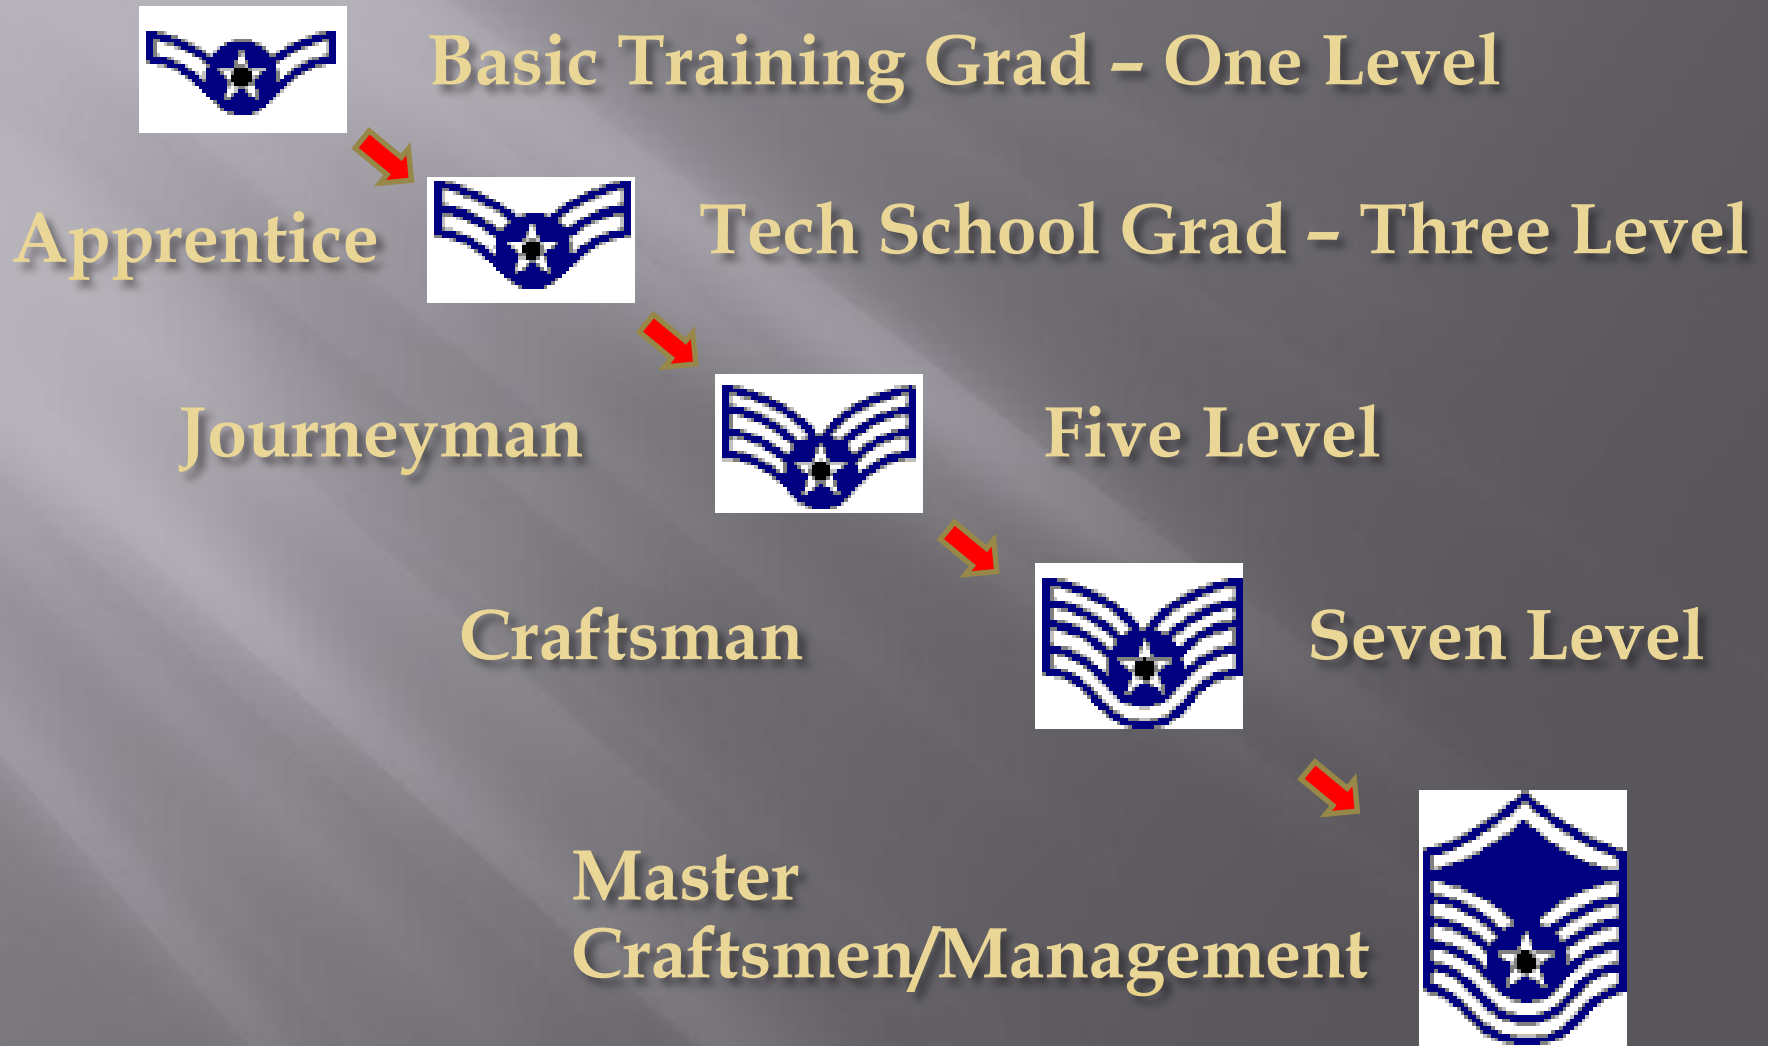 Basic Training Grad – One Level
Apprentice
Tech School Grad – Three Level
Journeyman
Five Level
Craftsman
Seven Level
Master
Craftsmen/Management